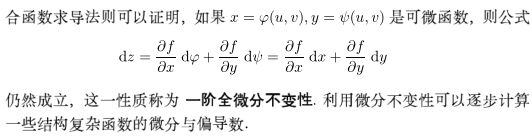 合函数求导法则可以证明，如果 x = φ(u, v), y = ψ(u, v) 是可微函数，则公式
dz = ∂f/∂x dφ + ∂f/∂y dψ = ∂f/∂x dx + ∂f/∂y dy
仍然成立，这一性质称为 一阶全微分不变性. 利用微分不变性可以逐步计算
一些结构复杂函数的微分与偏导数.